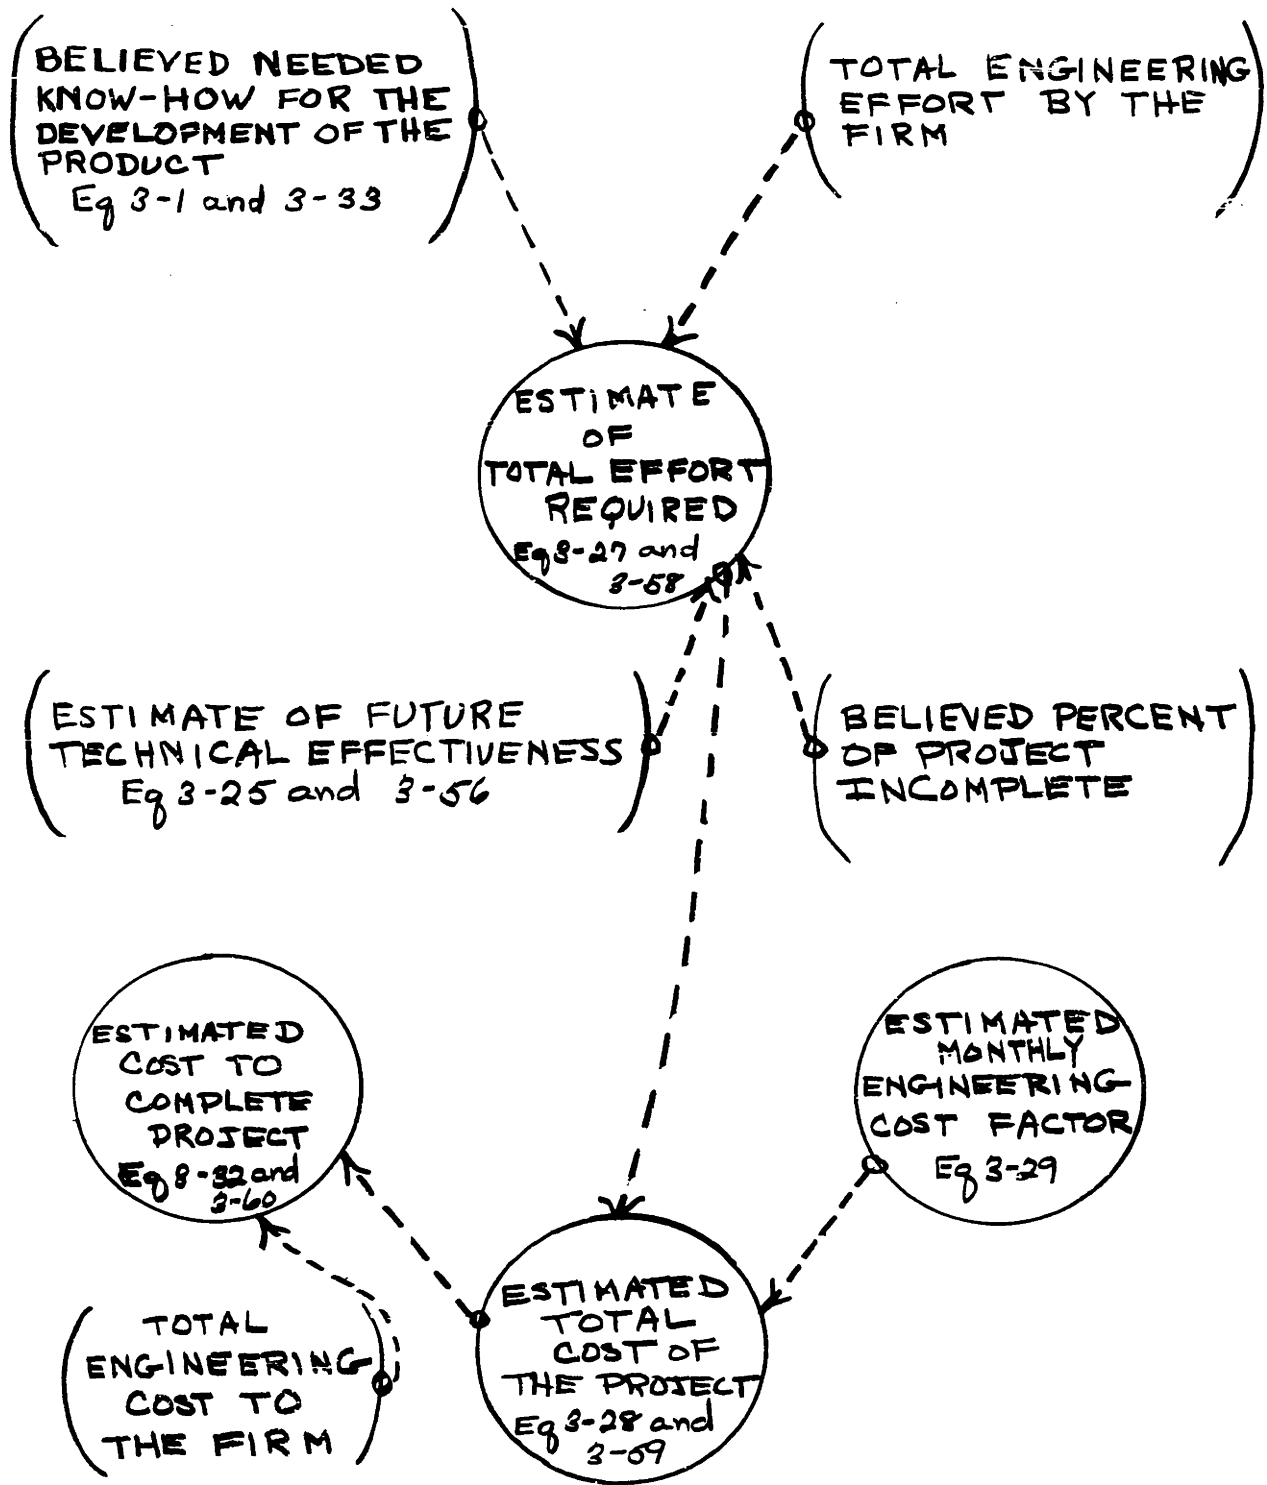 BELIEVED NEEDED
KNOW-HOW FOR THE
DEVELOPMENT OF THE
PRODUCT
Eq 3-1 and 3-33
TOTAL ENGINEERING
EFFORT BY THE
FIRM
ESTIMATE
OF
TOTAL EFFORT
REQUIRED
Eq 3-27 and
3-58
ESTIMATE OF FUTURE
TECHNICAL EFFECTIVENESS
Eq 3-25 and 3-56
BELIEVED PERCENT
OF PROJECT
INCOMPLETE
ESTIMATED
COST TO
COMPLETE
PROJECT
Eq 3-32 and
3-60
ESTIMATED
MONTHLY
ENGINEERING
COST FACTOR
Eq 3-29
TOTAL
ENGINEERING
COST TO
THE FIRM
ESTIMATED
TOTAL
COST OF
THE PROJECT
Eq 3-28 and
3-59